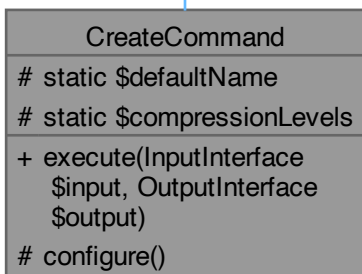 CreateCommand
# static $defaultName
# static $compressionLevels
+ execute(InputInterface
$input, OutputInterface
$output)
# configure()